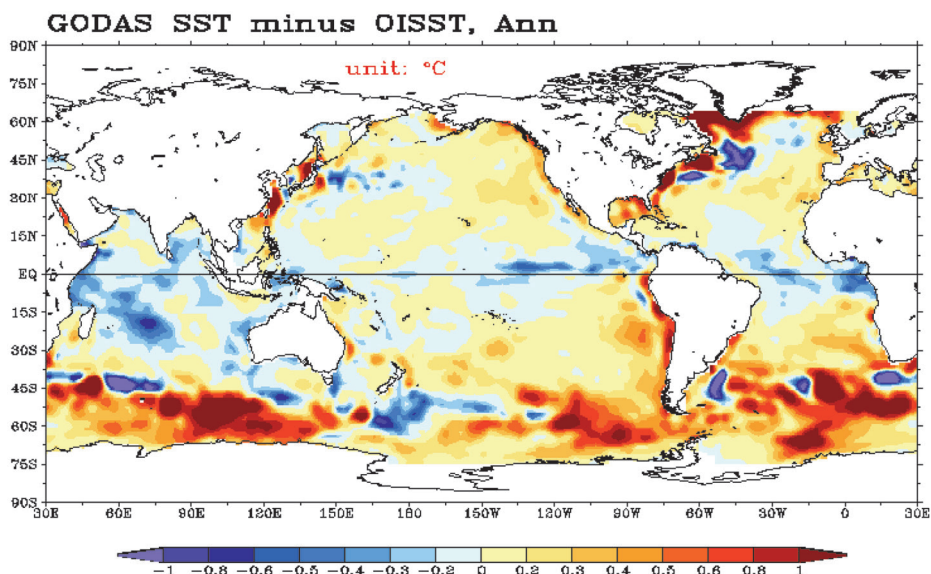 GODAS SST minus OISST, Ann
unit: °C
90N
75N
60N
45N
30N
15N
EQ
15S
30S
45S
60S
75S
90S
30E 60E 90E 120E 150E 180 150W 120W 90W 60W 30W 0 30E
-1 -0.8 -0.6 -0.5 -0.4 -0.3 -0.2 0 0.2 0.3 0.4 0.5 0.6 0.8 1